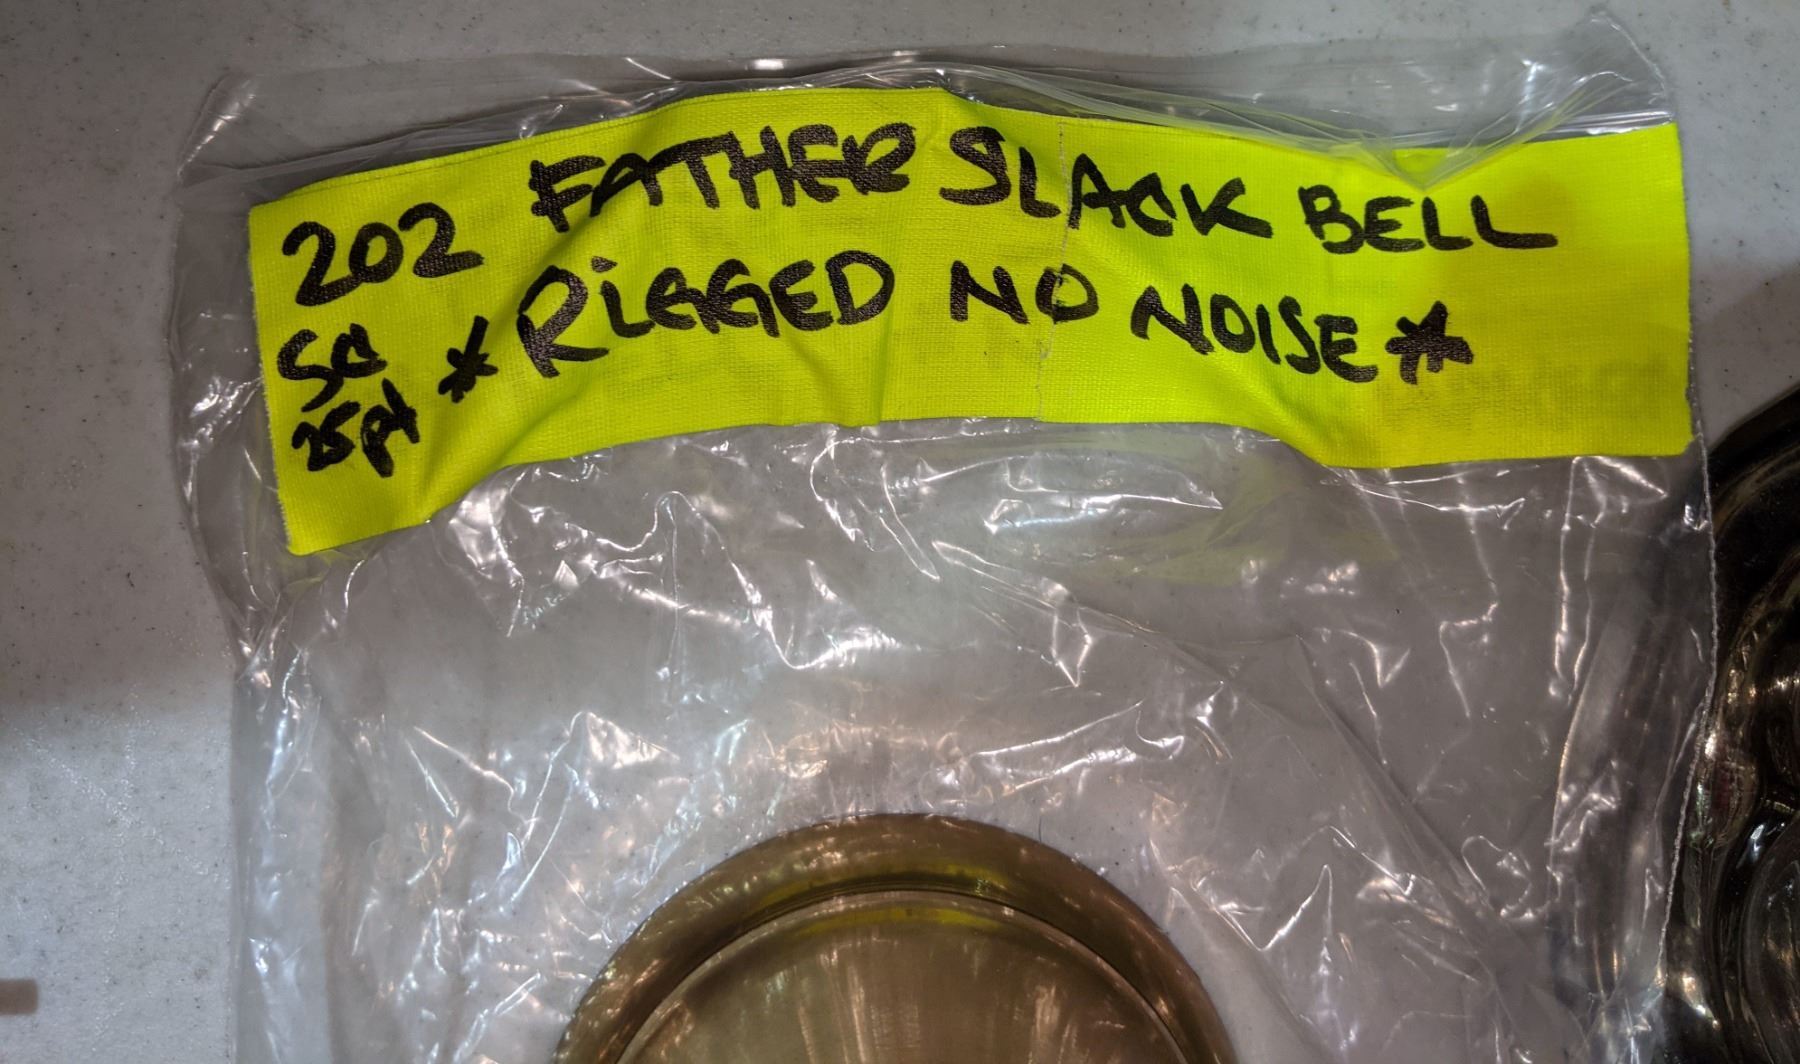 202 FATHER SLACK BELL
* RiGGED NO NOISE *
SC
25pt